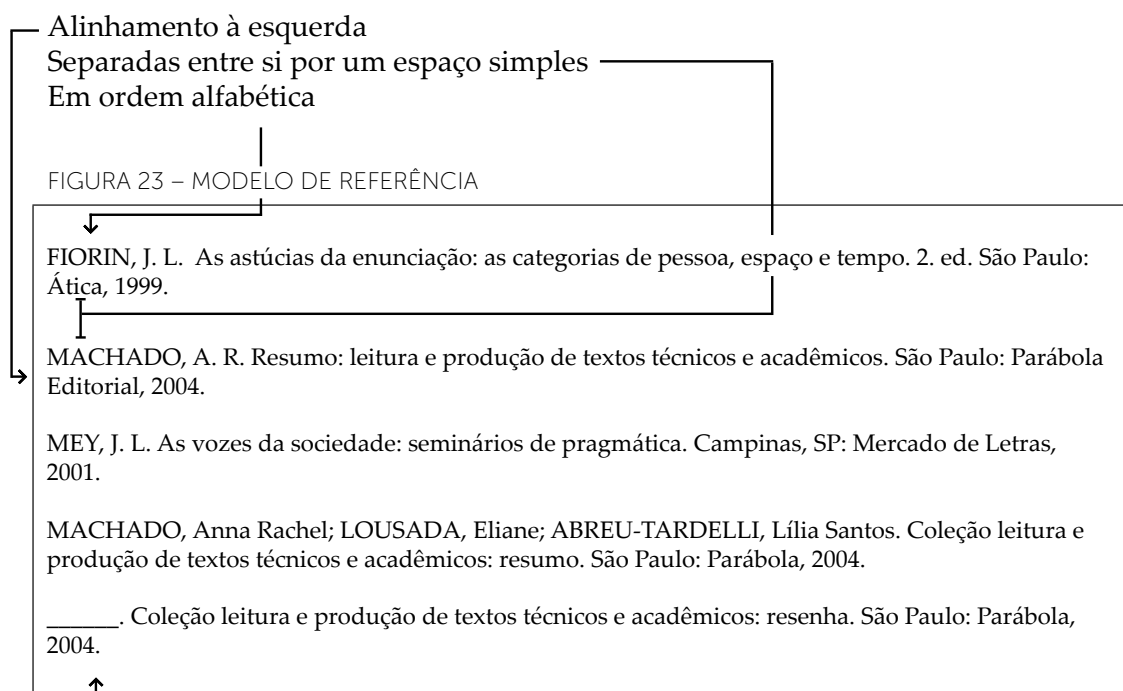 Alinhamento à esquerda
Separadas entre si por um espaço simples
Em ordem alfabética
FIGURA 23 – MODELO DE REFERÊNCIA
FIORIN, J. L.  As astúcias da enunciação: as categorias de pessoa, espaço e tempo. 2. ed. São Paulo:
Ática, 1999.
MACHADO, A. R. Resumo: leitura e produção de textos técnicos e acadêmicos. São Paulo: Parábola
Editorial, 2004.
MEY, J. L. As vozes da sociedade: seminários de pragmática. Campinas, SP: Mercado de Letras,
2001.
MACHADO, Anna Rachel; LOUSADA, Eliane; ABREU-TARDELLI, Lília Santos. Coleção leitura e
produção de textos técnicos e acadêmicos: resumo. São Paulo: Parábola, 2004.
______. Coleção leitura e produção de textos técnicos e acadêmicos: resenha. São Paulo: Parábola,
2004.